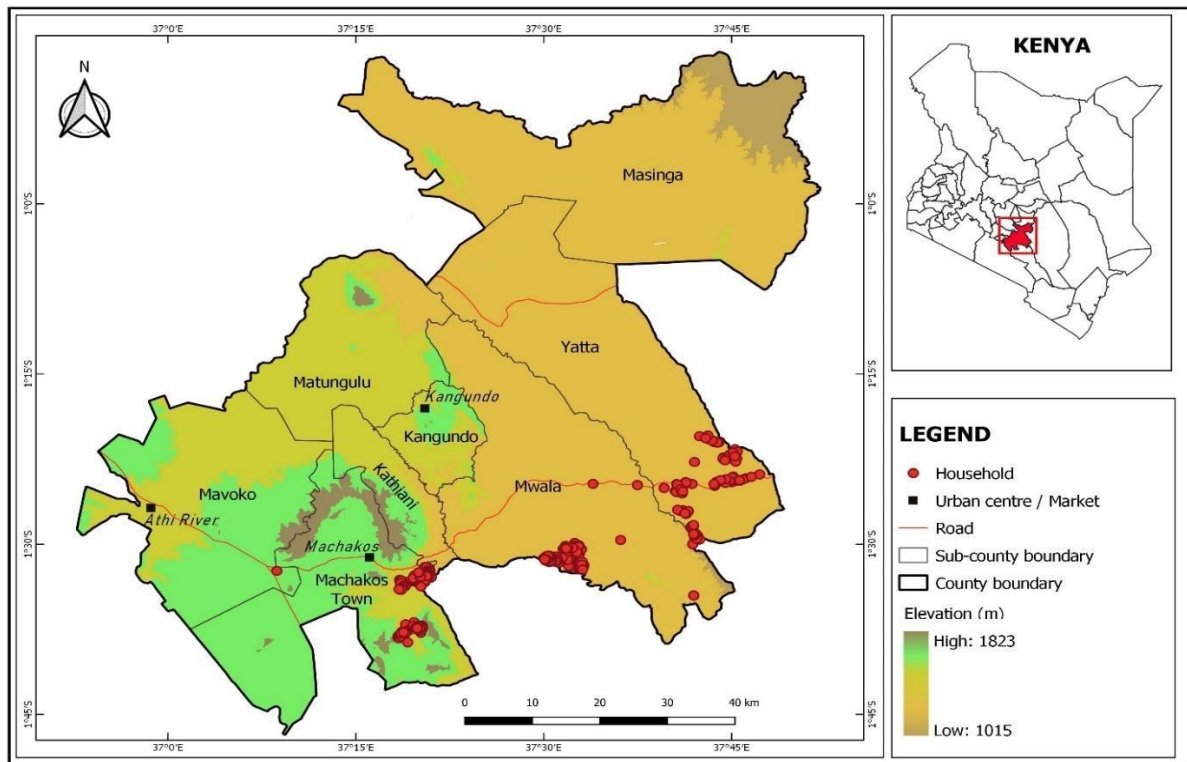 37°0'E 37°15'E 37°30'E 37°45'E
N
1°0'S
1°15'S
1°30'S
1°45'S
Masinga
Yatta
Matungulu
Kangundo
Kangundo
Kathiani
Mwala
Mavoko
Athi River
Machakos
Machakos
Town
0 10 20 30 40 km
1°0'S
1°15'S
1°30'S
1°45'S
37°0'E 37°15'E 37°30'E 37°45'E
KENYA
LEGEND
Household
Urban centre / Market
Road
Sub-county boundary
County boundary
Elevation (m)
High: 1823
Low: 1015